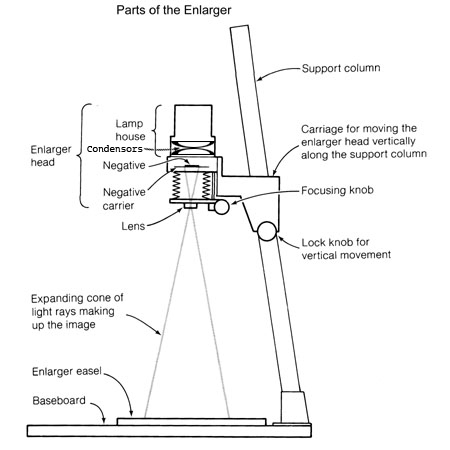 Parts of the Enlarger
Support column
Lamp
house
Carriage for moving the
enlarger head vertically
along the support column
Enlarger
head
Condensors
Negative
Negative
carrier
Focusing knob
Lens
Lock knob for
vertical movement
Expanding cone of
light rays making
up the image
Enlarger easel
Baseboard